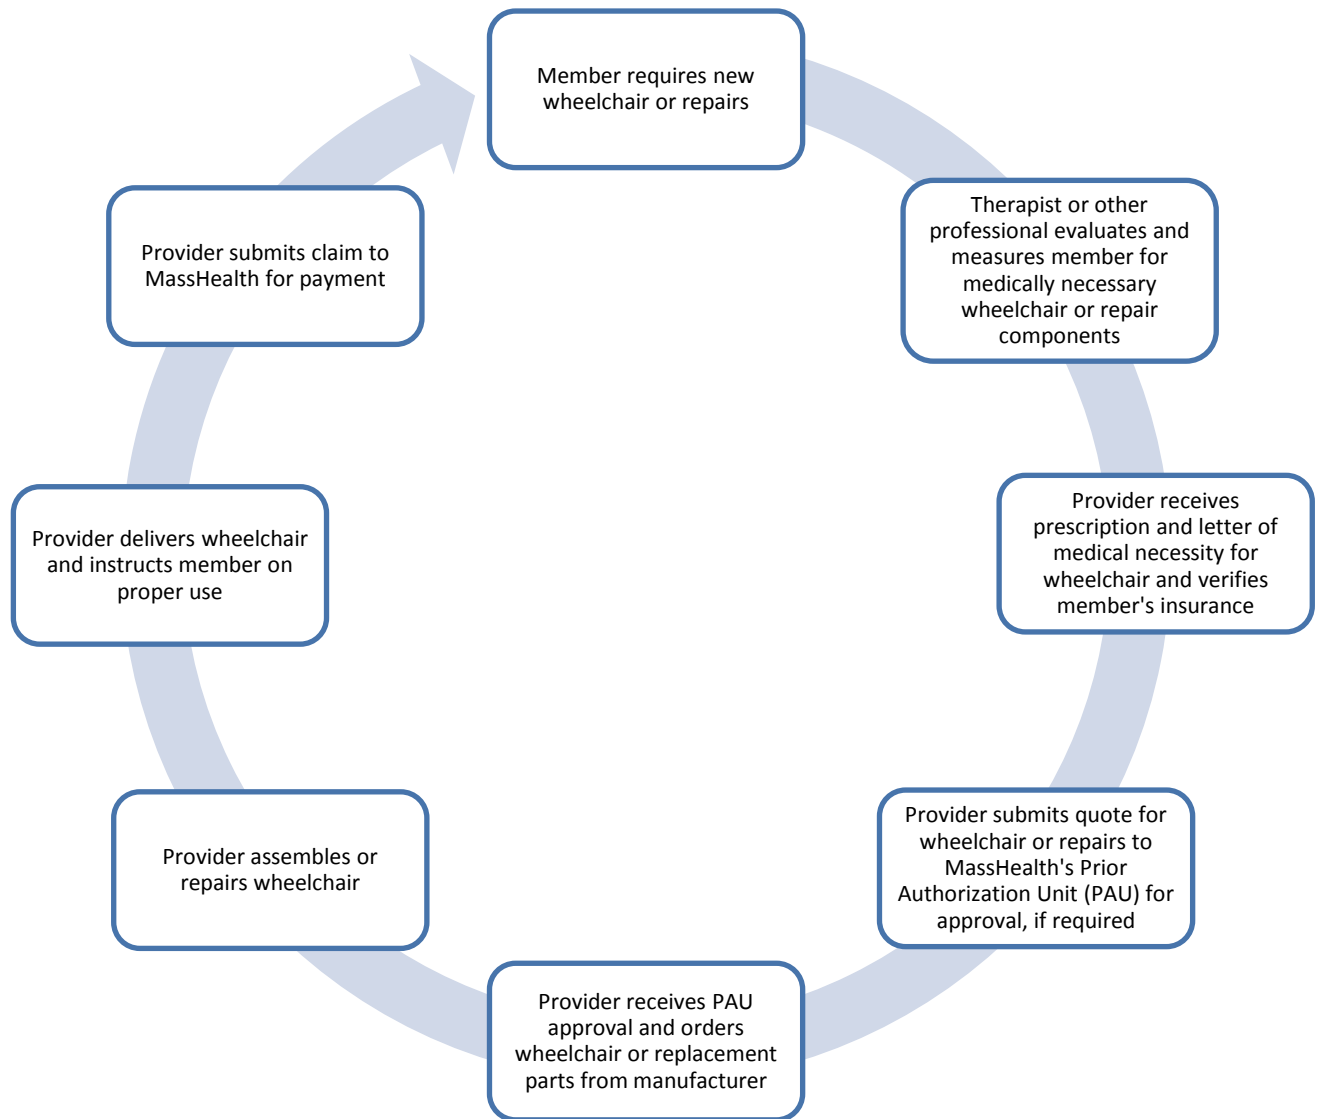 Member requires new
wheelchair or repairs
Therapist or other
professional evaluates and
measures member for
medically necessary
wheelchair or repair
components
Provider receives
prescription and letter of
medical necessity for
wheelchair and verifies
member's insurance
Provider submits quote for
wheelchair or repairs to
MassHealth's Prior
Authorization Unit (PAU) for
approval, if required
Provider receives PAU
approval and orders
wheelchair or replacement
parts from manufacturer
Provider assembles or
repairs wheelchair
Provider delivers wheelchair
and instructs member on
proper use
Provider submits claim to
MassHealth for payment